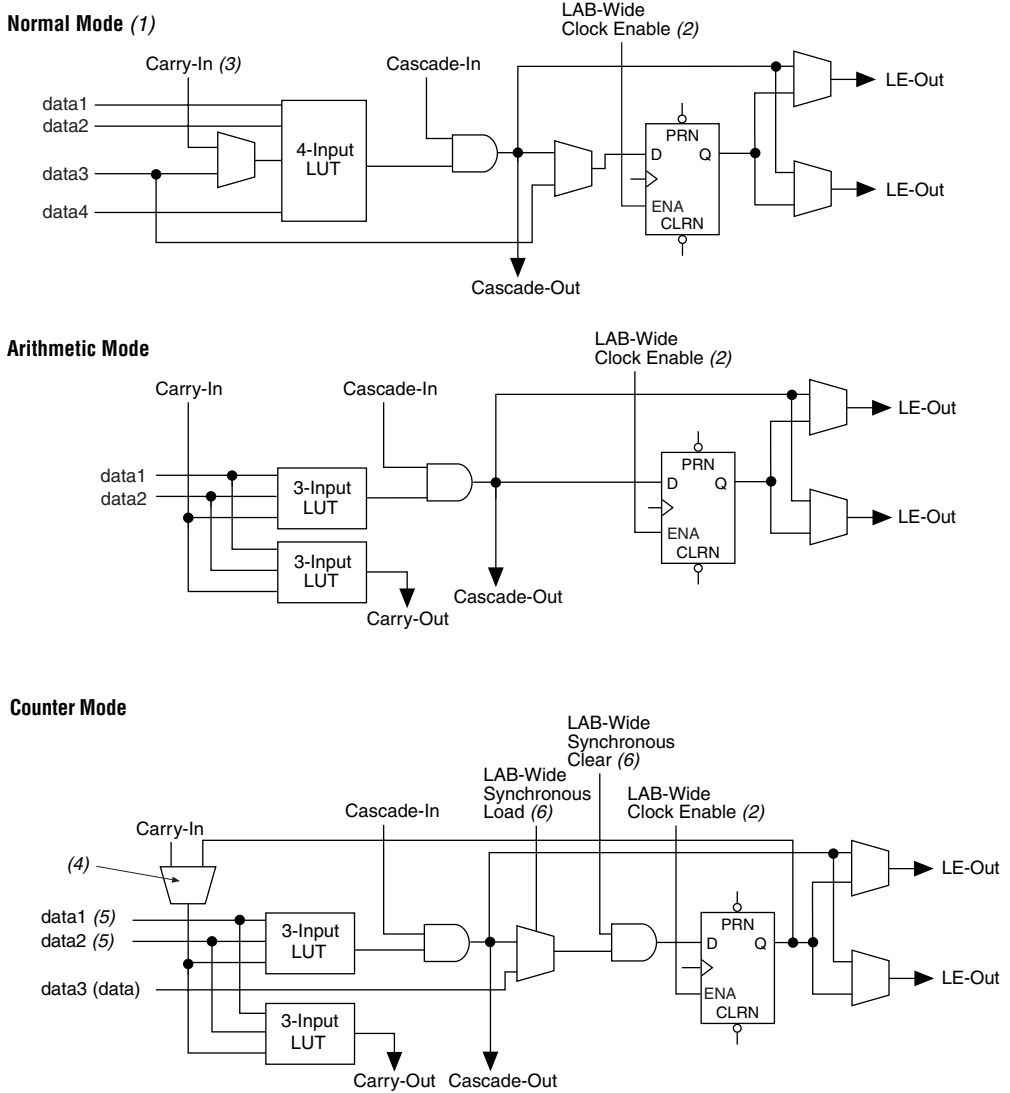 Normal Mode (1)
LAB-Wide
Clock Enable (2)
Carry-In (3)
Cascade-In
LE-Out
data1
data2
4-Input
LUT
PRN
D
Q
data3
data4
ENA
CLRN
LE-Out
Cascade-Out
Arithmetic Mode
LAB-Wide
Clock Enable (2)
Carry-In
Cascade-In
LE-Out
data1
data2
3-Input
LUT
PRN
D
Q
ENA
CLRN
LE-Out
3-Input
LUT
Cascade-Out
Carry-Out
Counter Mode
LAB-Wide
Synchronous
Clear (6)
LAB-Wide
Synchronous
Load (6)
LAB-Wide
Clock Enable (2)
Cascade-In
Carry-In
(4)
LE-Out
data1 (5)
data2 (5)
3-Input
LUT
PRN
D
Q
data3 (data)
ENA
CLRN
LE-Out
3-Input
LUT
Carry-Out
Cascade-Out